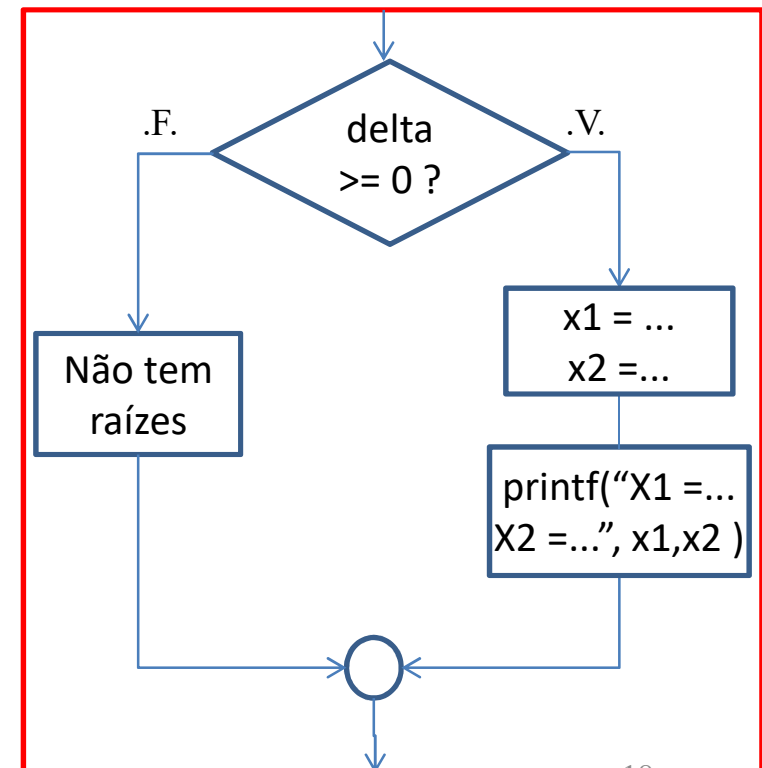 .F.
delta
>= 0 ?
.V.
x1 = ...
x2 =...
Não tem
raízes
printf(“X1 =...
X2 =...”, x1,x2 )